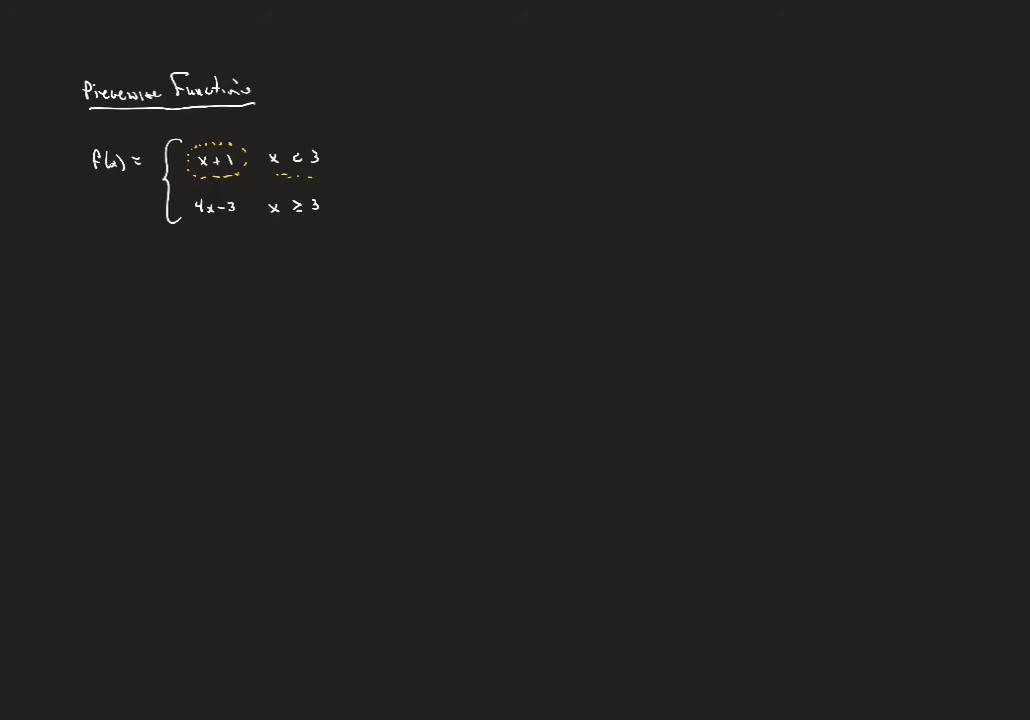 Piecewise Functions
f(x) = { x + 1 x < 3
4x - 3 x ≥ 3